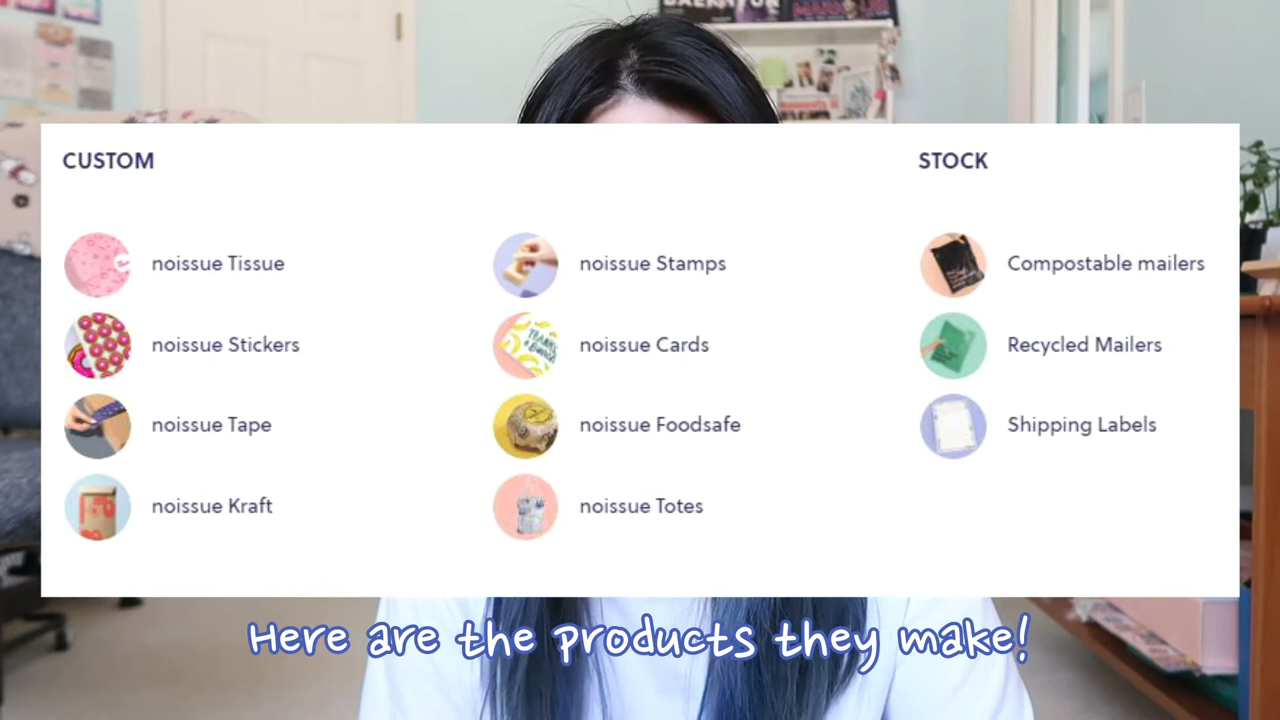 CUSTOM
noissue Tissue
noissue Stickers
noissue Tape
noissue Kraft
noissue Stamps
noissue Cards
noissue Foodsafe
noissue Totes
STOCK
Compostable mailers
Recycled Mailers
Shipping Labels
Here are the products they make!